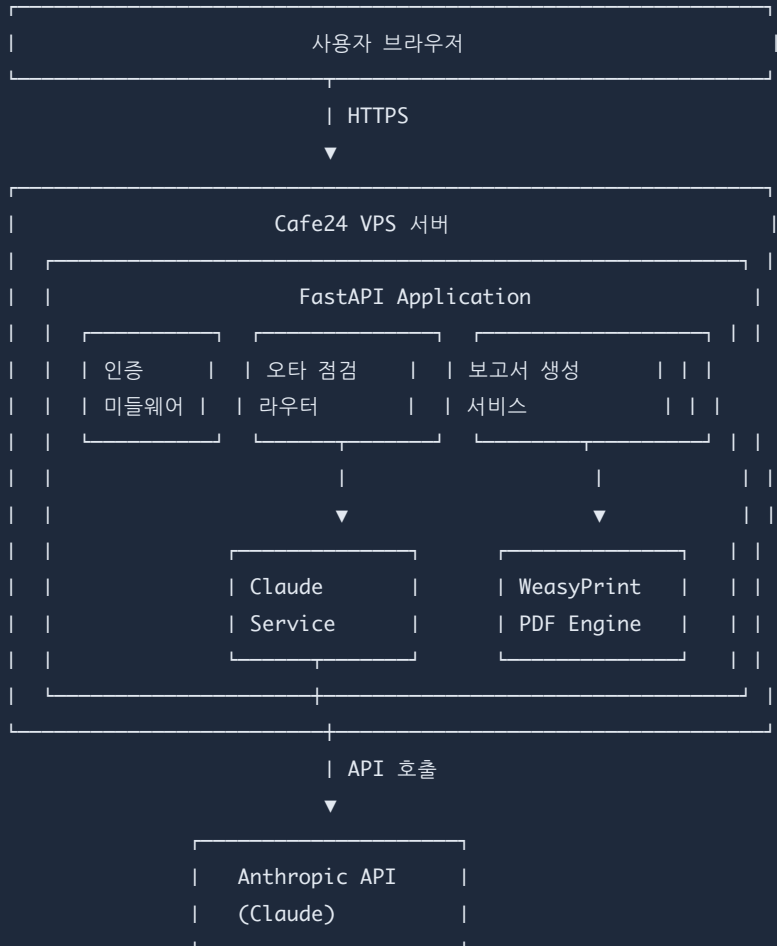 사용자 브라우저
HTTPS
▼
Cafe24 VPS 서버
FastAPI Application
인증 오타 점검 보고서 생성
미들웨어 라우터 서비스
▼ ▼
Claude WeasyPrint
Service PDF Engine
API 호출
▼
Anthropic API
(Claude)